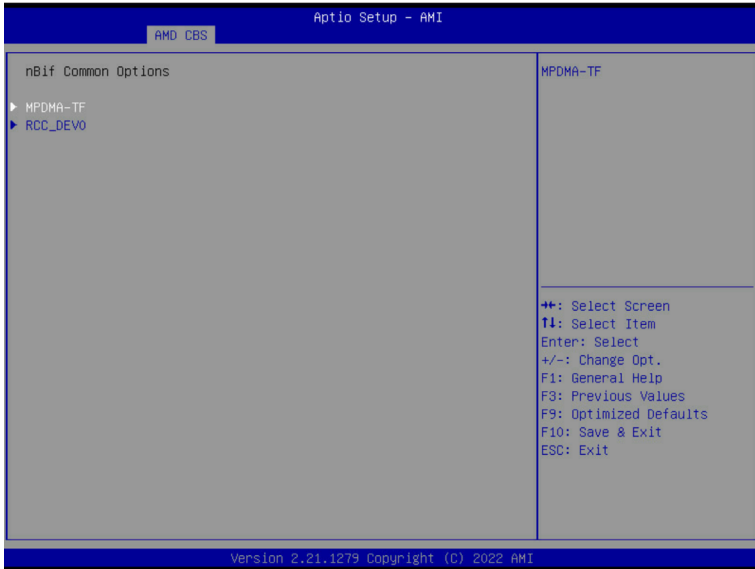 Aptio Setup – AMI
AMD CBS
nBif Common Options
MPDMA-TF
RCC_DEV0
MPDMA-TF
→←: Select Screen
↑↓: Select Item
Enter: Select
+/-: Change Opt.
F1: General Help
F3: Previous Values
F9: Optimized Defaults
F10: Save & Exit
ESC: Exit
Version 2.21.1279 Copyright (C) 2022 AMI